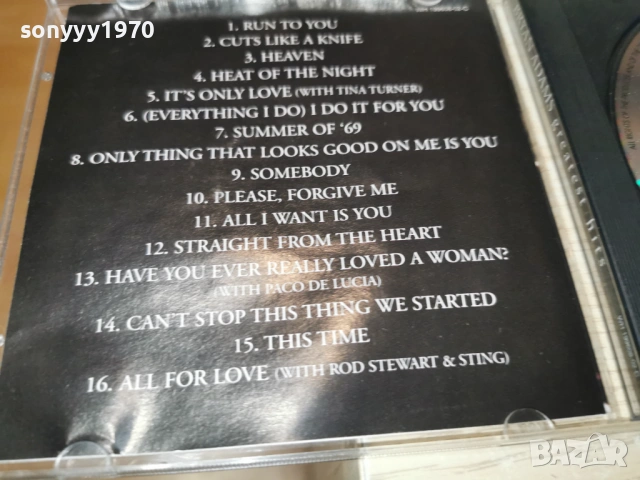 sonyyy1970
1. RUN TO YOU
2. CUTS LIKE A KNIFE
3. HEAVEN
4. HEAT OF THE NIGHT
5. IT'S ONLY LOVE (WITH TINA TURNER)
6. (EVERYTHING I DO) I DO IT FOR YOU
7. SUMMER OF '69
8. ONLY THING THAT LOOKS GOOD ON ME IS YOU
9. SOMEBODY
10. PLEASE, FORGIVE ME
11. ALL I WANT IS YOU
12. STRAIGHT FROM THE HEART
13. HAVE YOU EVER REALLY LOVED A WOMAN?
(WITH PACO DE LUCIA)
14. CAN'T STOP THIS THING WE STARTED
15. THIS TIME
16. ALL FOR LOVE (WITH ROD STEWART & STING)
ADAMS greatest hits
BAZAR